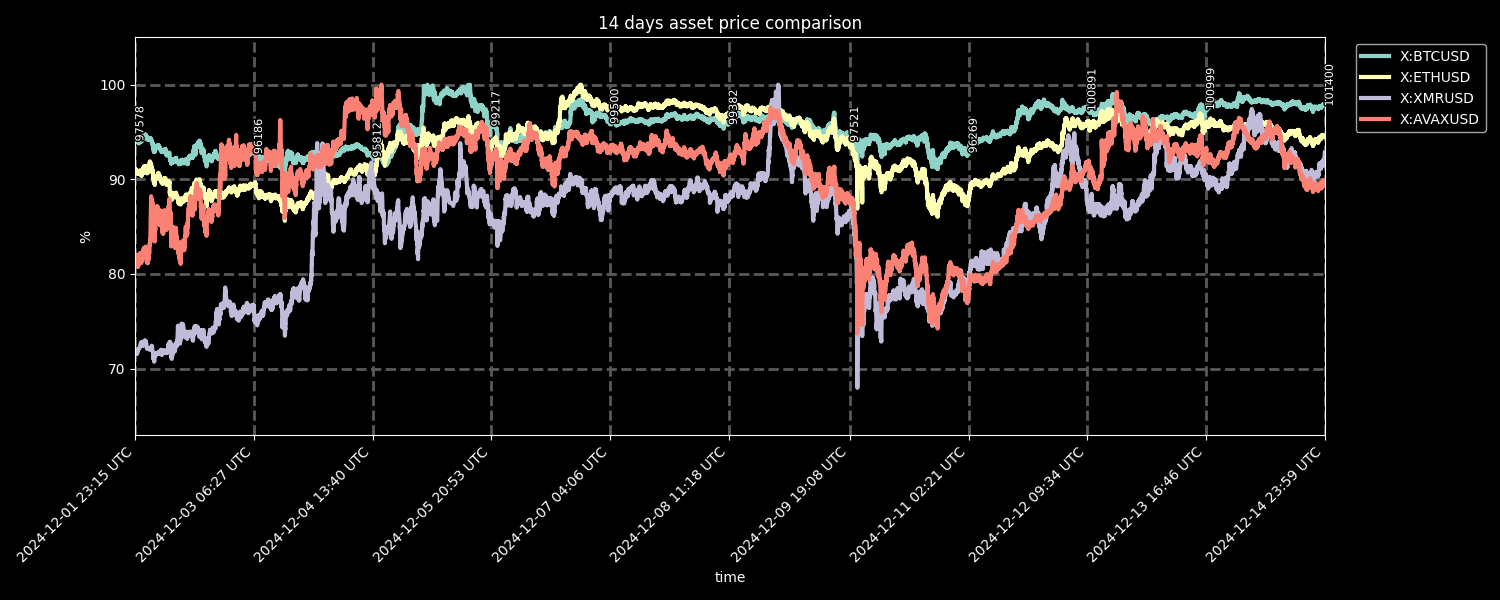 14 days asset price comparison
X:BTCUSD
X:ETHUSD
X:XMRUSD
X:AVAXUSD
100
90
80
70
%
97578
96186
95812
99217
99500
99382
97521
96269
100891
100999
101400
2024-12-01 23:15 UTC
2024-12-03 06:27 UTC
2024-12-04 13:40 UTC
2024-12-05 20:53 UTC
2024-12-07 04:06 UTC
2024-12-08 11:18 UTC
2024-12-09 19:08 UTC
2024-12-11 02:21 UTC
2024-12-12 09:34 UTC
2024-12-13 16:46 UTC
2024-12-14 23:59 UTC
time